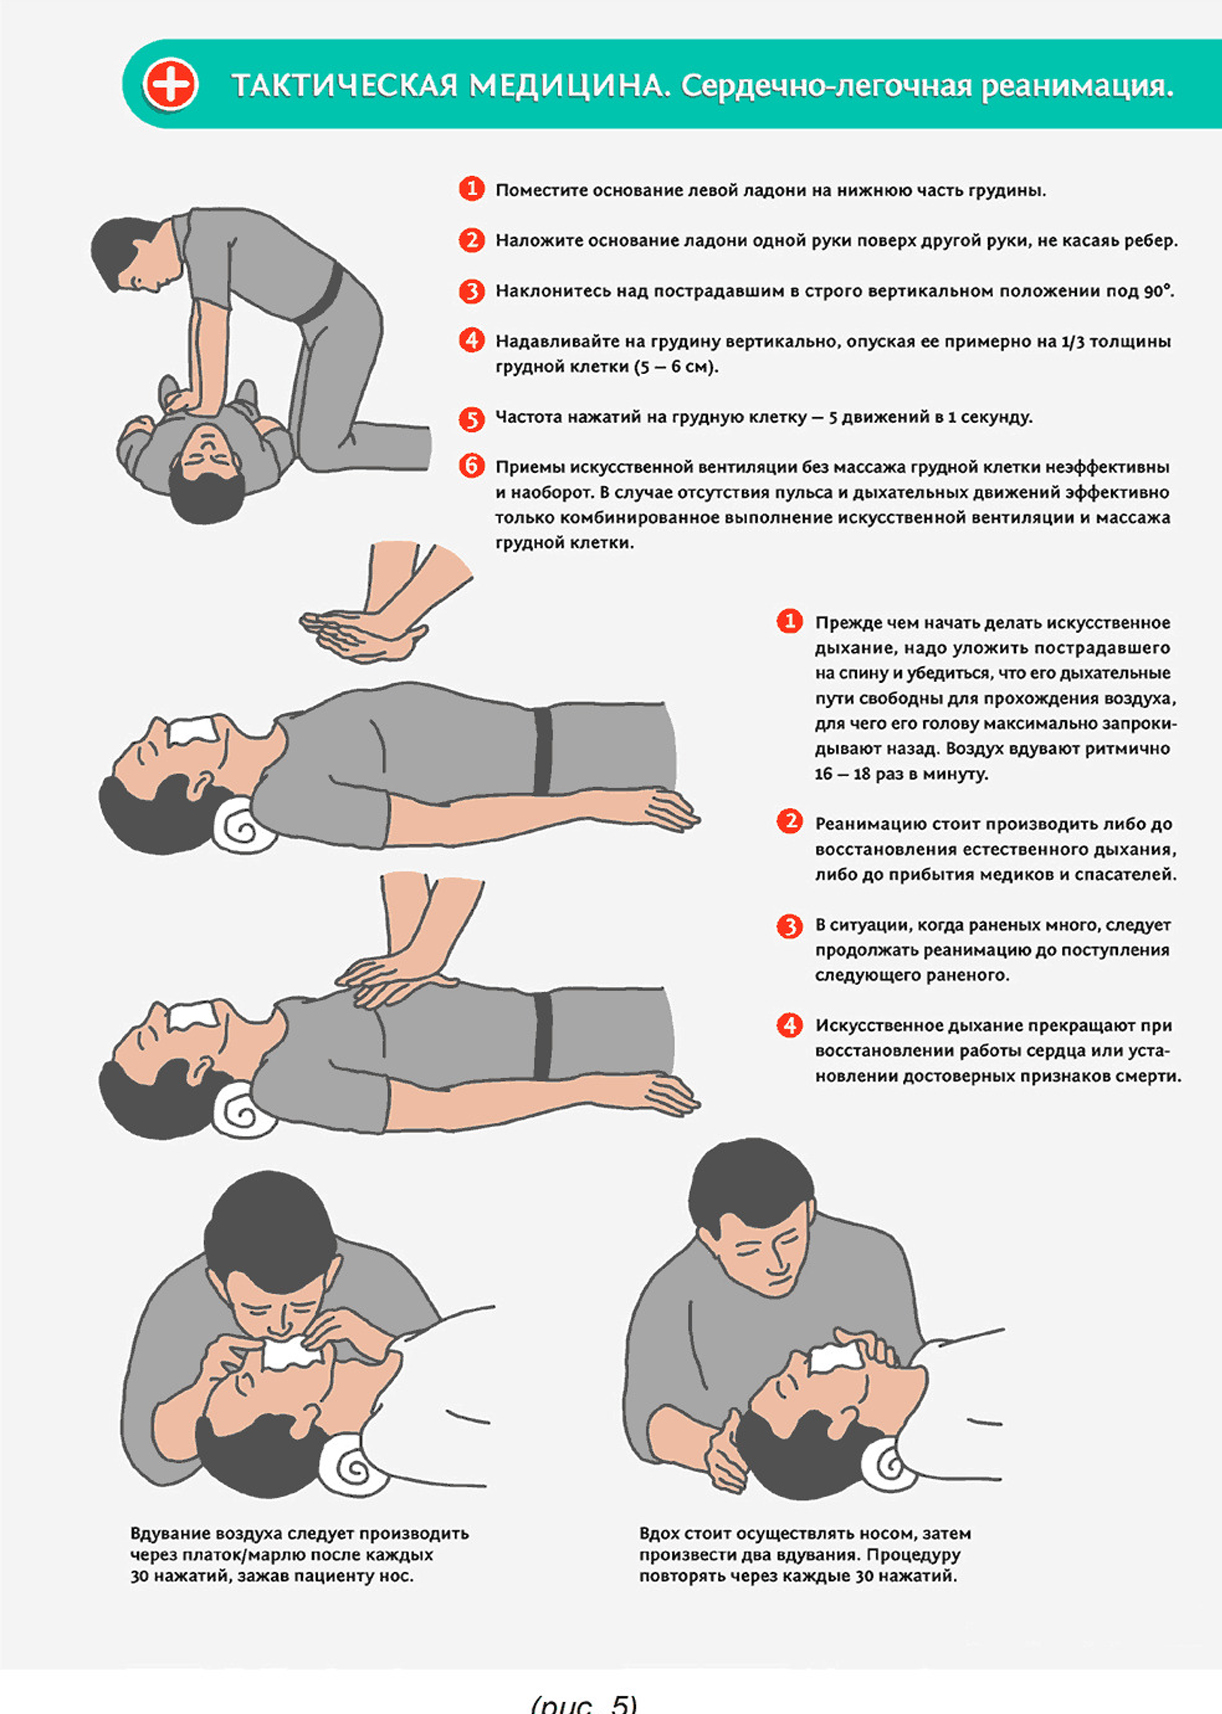 ТАКТИЧЕСКАЯ МЕДИЦИНА. Сердечно-легочная реанимация.
1 Поместите основание левой ладони на нижнюю часть грудины.
2 Наложите основание ладони одной руки поверх другой руки, не касаяь ребер.
3 Наклонитесь над пострадавшим в строго вертикальном положении под 90°.
4 Надавливайте на грудину вертикально, опуская ее примерно на 1/3 толщины
грудной клетки (5 – 6 см).
5 Частота нажатий на грудную клетку – 5 движений в 1 секунду.
6 Приемы искусственной вентиляции без массажа грудной клетки неэффективны
и наоборот. В случае отсутствия пульса и дыхательных движений эффективно
только комбинированное выполнение искусственной вентиляции и массажа
грудной клетки.
1 Прежде чем начать делать искусственное
дыхание, надо уложить пострадавшего
на спину и убедиться, что его дыхательные
пути свободны для прохождения воздуха,
для чего его голову максимально запроки-
дывают назад. Воздух вдувают ритмично
16 – 18 раз в минуту.
2 Реанимацию стоит производить либо до
восстановления естественного дыхания,
либо до прибытия медиков и спасателей.
3 В ситуации, когда раненых много, следует
продолжать реанимацию до поступления
следующего раненого.
4 Искусственное дыхание прекращают при
восстановлении работы сердца или уста-
новлении достоверных признаков смерти.
Вдувание воздуха следует производить
через платок/марлю после каждых
30 нажатий, зажав пациенту нос.
Вдох стоит осуществлять носом, затем
произвести два вдувания. Процедуру
повторять через каждые 30 нажатий.
(рис. 5)